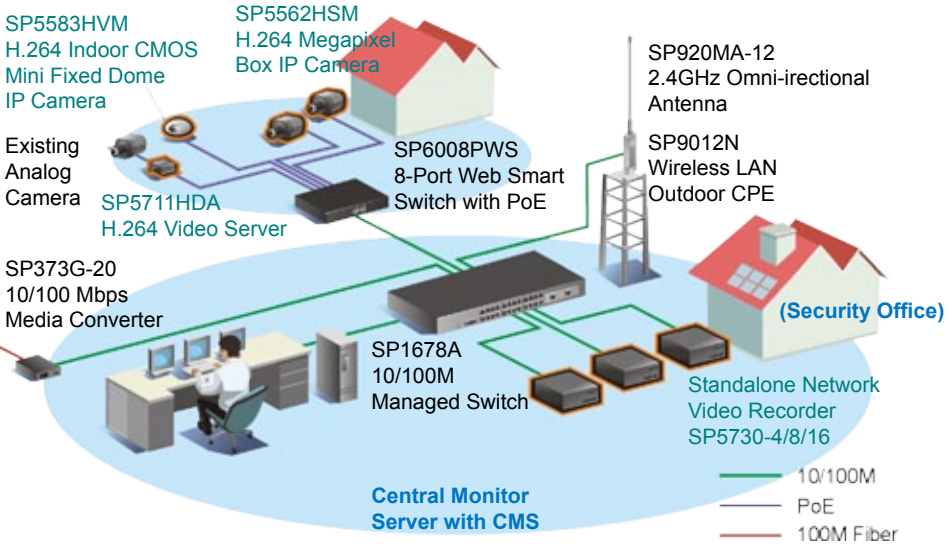 SP5583HVM
H.264 Indoor CMOS
Mini Fixed Dome
IP Camera
SP5562HSM
H.264 Megapixel
Box IP Camera
SP920MA-12
2.4GHz Omni-irectional
Antenna
Existing
Analog
Camera
SP5711HDA
H.264 Video Server
SP6008PWS
8-Port Web Smart
Switch with PoE
SP9012N
Wireless LAN
Outdoor CPE
SP373G-20
10/100 Mbps
Media Converter
(Security Office)
SP1678A
10/100M
Managed Switch
Standalone Network
Video Recorder
SP5730-4/8/16
Central Monitor
Server with CMS
10/100M
PoE
100M Fiber